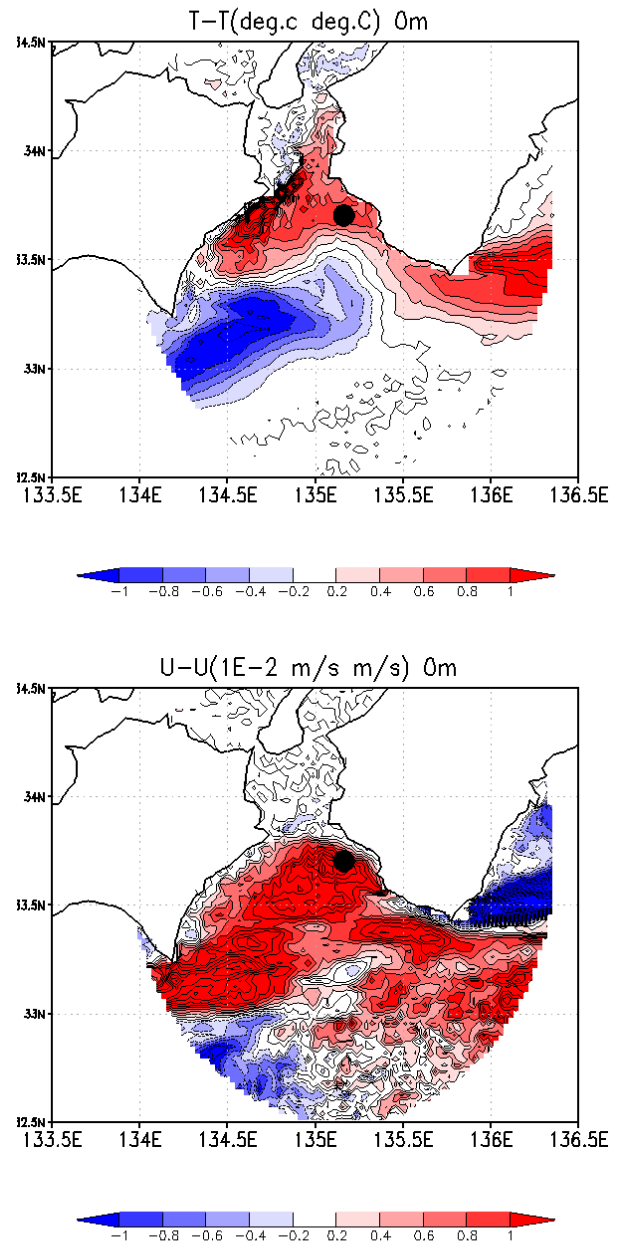 T-T(deg.c deg.C) 0m
34.5N
34N
33.5N
33N
32.5N
133.5E 134E 134.5E 135E 135.5E 136E 136.5E
-1 -0.8 -0.6 -0.4 -0.2 0.2 0.4 0.6 0.8 1
U-U(1E-2 m/s m/s) 0m
34.5N
34N
33.5N
33N
32.5N
133.5E 134E 134.5E 135E 135.5E 136E 136.5E
-1 -0.8 -0.6 -0.4 -0.2 0.2 0.4 0.6 0.8 1